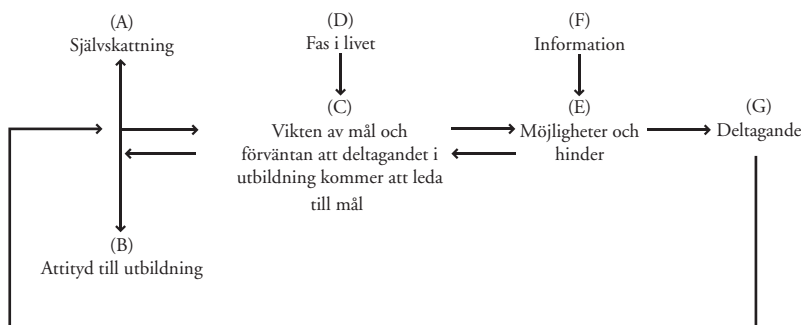 (A)
Självskattning
(D)
Fas i livet
(F)
Information
(C)
Vikten av mål och
förväntan att deltagandet i
utbildning kommer att leda
till mål
(E)
Möjligheter och
hinder
(G)
Deltagande
(B)
Attityd till utbildning